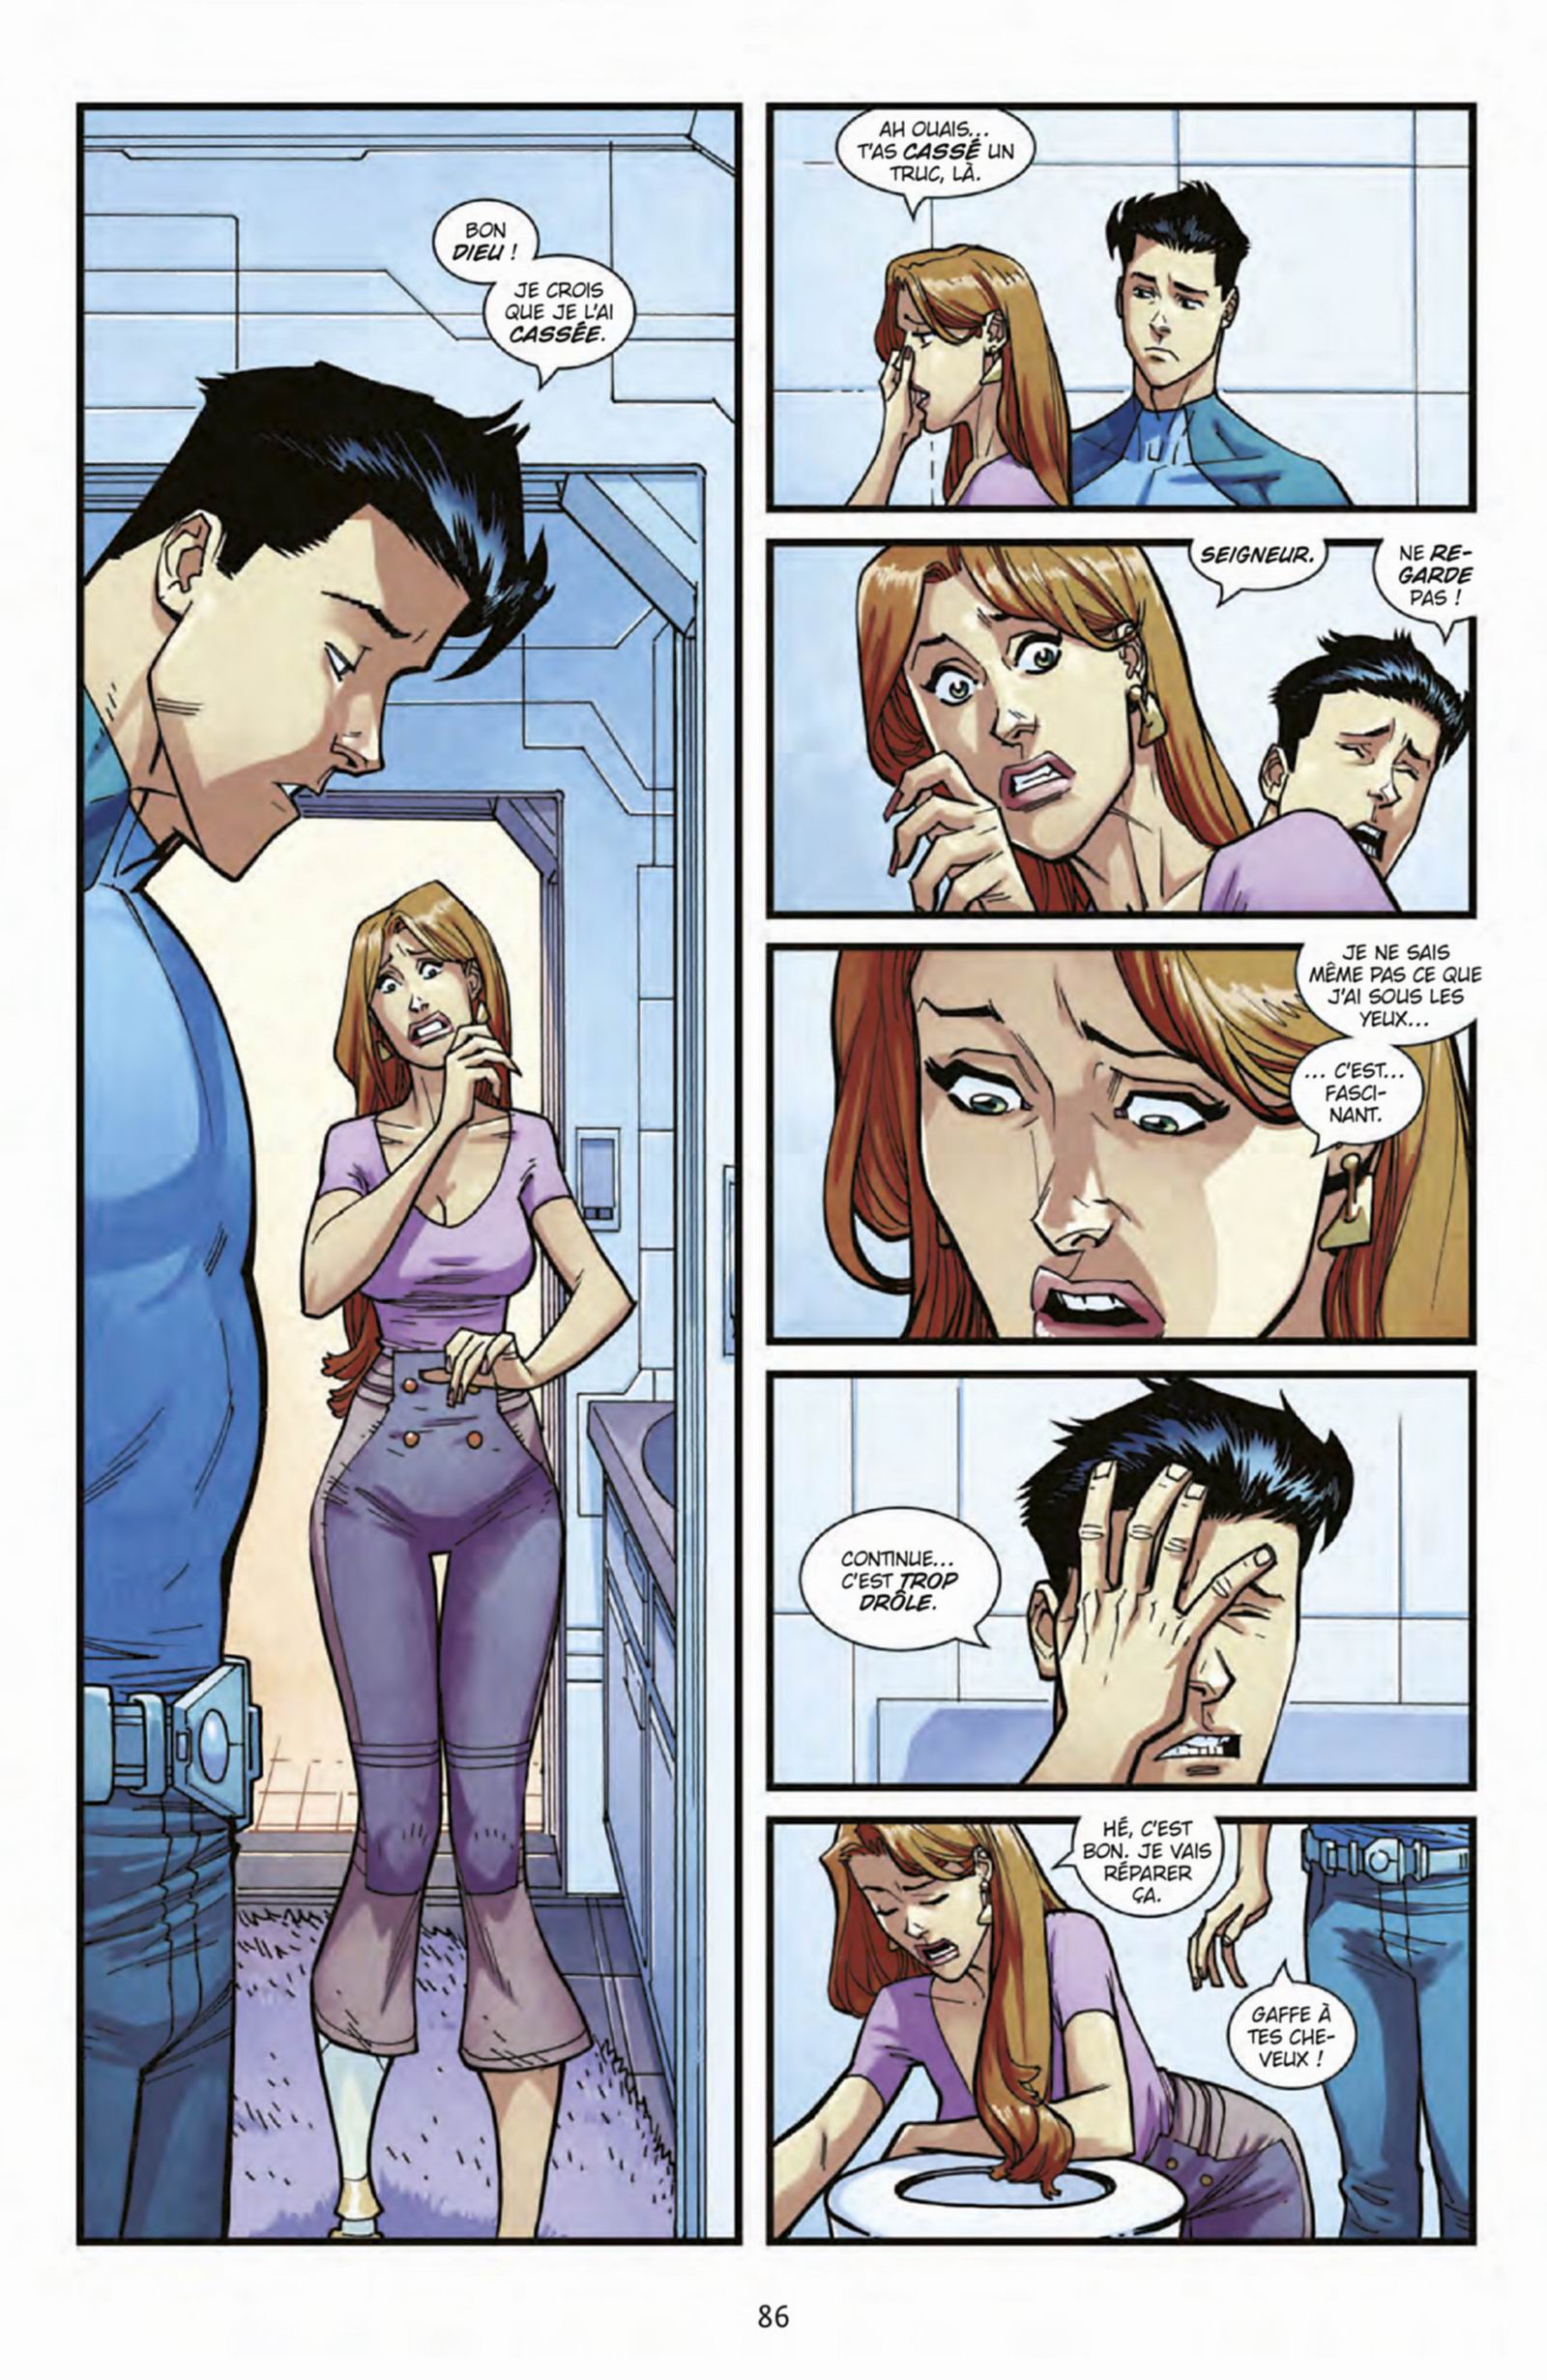 BON
DIEU !
JE CROIS
QUE JE L'AI
CASSÉE.
AH OUAIS...
T'AS CASSÉ UN
TRUC, LÀ.
SEIGNEUR.
NE RE-
GARDE
PAS !
JE NE SAIS
MÊME PAS CE QUE
J'AI SOUS LES
YEUX...
... C'EST...
FASCI-
NANT.
CONTINUE...
C'EST TROP
DRÔLE.
HÉ, C'EST
BON. JE VAIS
RÉPARER
ÇA.
GAFFE À
TES CHE-
VEUX !
86